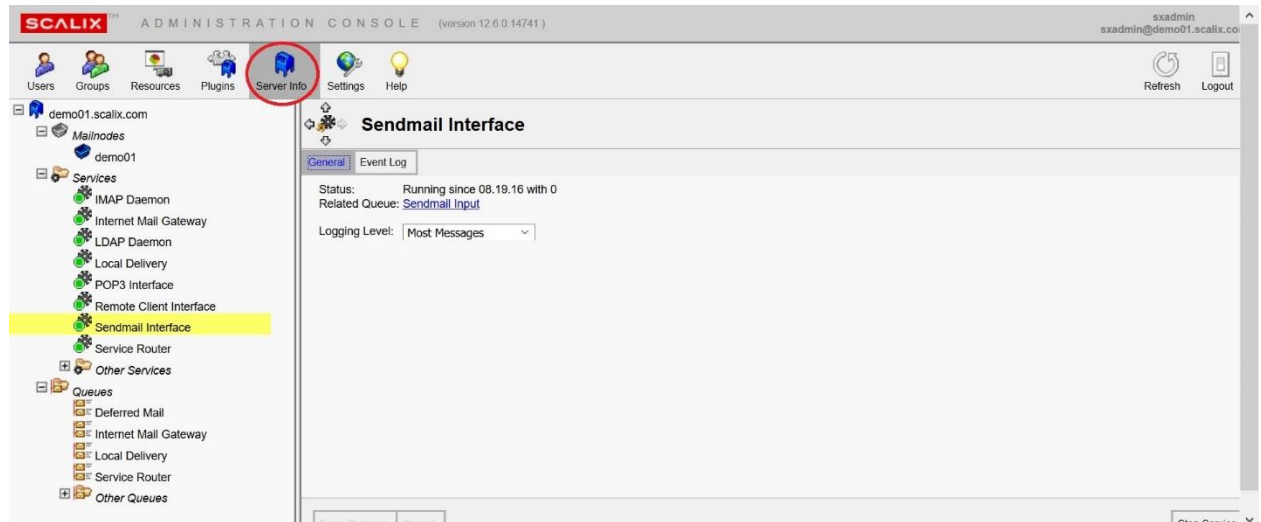 SCALIX™ ADMINISTRATION CONSOLE (version 12.6.0.14741)
sxadmin
sxadmin@demo01.scalix.co
Users Groups Resources Plugins Server Info Settings Help Refresh Logout
demo01.scalix.com
Mailnodes
demo01
Services
IMAP Daemon
Internet Mail Gateway
LDAP Daemon
Local Delivery
POP3 Interface
Remote Client Interface
Sendmail Interface
Service Router
Other Services
Queues
Deferred Mail
Internet Mail Gateway
Local Delivery
Service Router
Other Queues
Sendmail Interface
General Event Log
Status: Running since 08.19.16 with 0
Related Queue: Sendmail Input
Logging Level: Most Messages